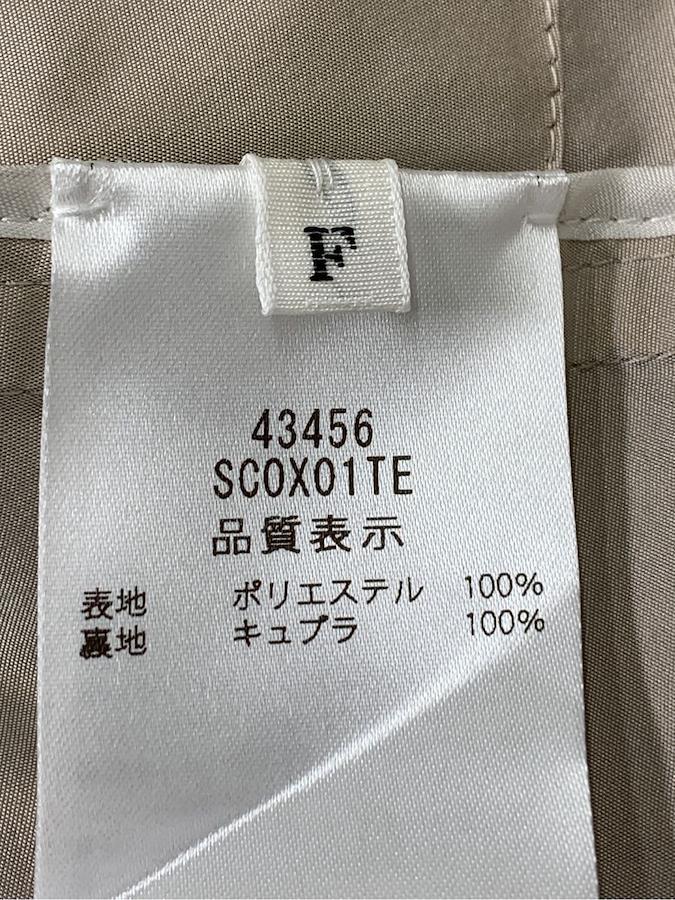 F
43456
SCOX01TE
品質表示
表地 ポリエステル 100%
裏地 キュプラ 100%